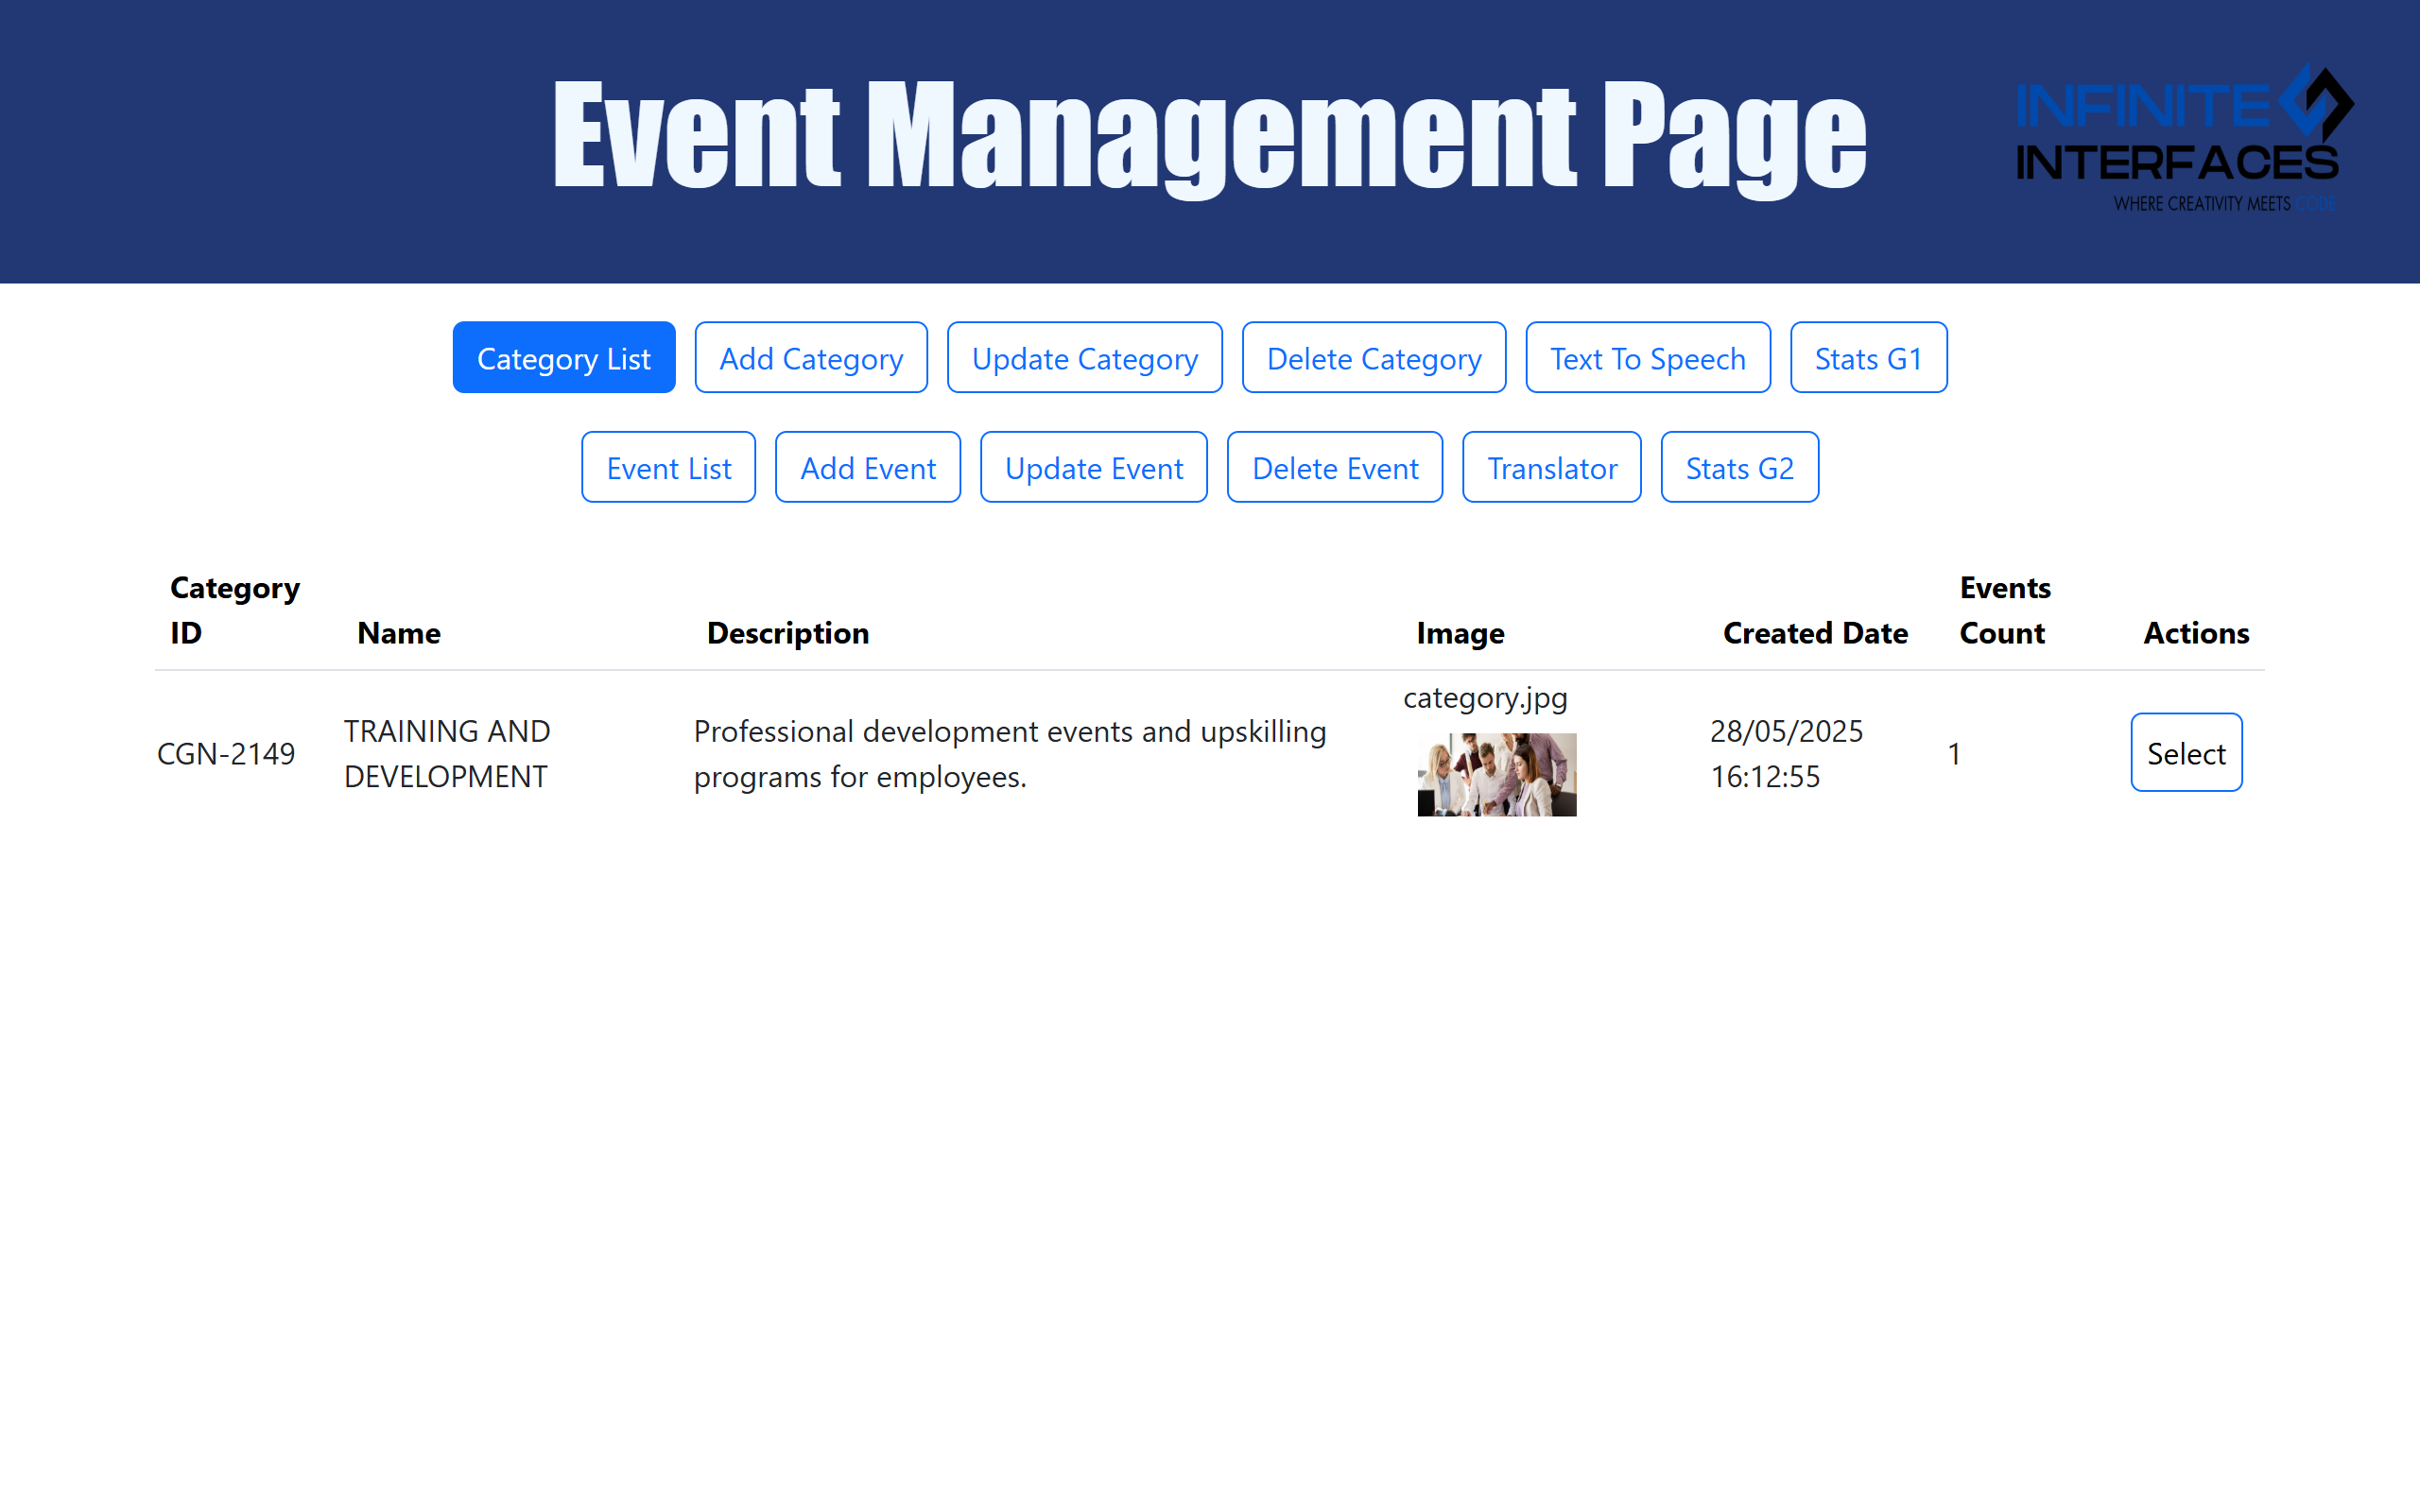 Event Management Page
INFINITE
INTERFACES
WHERE CREATIVITY MEETS CODE
Category List
Add Category
Update Category
Delete Category
Text To Speech
Stats G1
Event List
Add Event
Update Event
Delete Event
Translator
Stats G2
Category
ID
Name
Description
Image
Created Date
Events
Count
Actions
CGN-2149
TRAINING AND
DEVELOPMENT
Professional development events and upskilling
programs for employees.
category.jpg
28/05/2025
16:12:55
1
Select